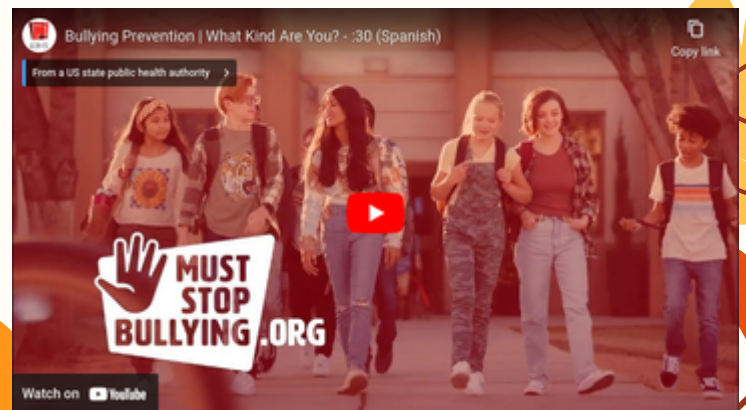 Bullying Prevention | What Kind Are You? - :30 (Spanish)
Copy link
From a US state public health authority
MUST
STOP
BULLYING.ORG
Watch on YouTube